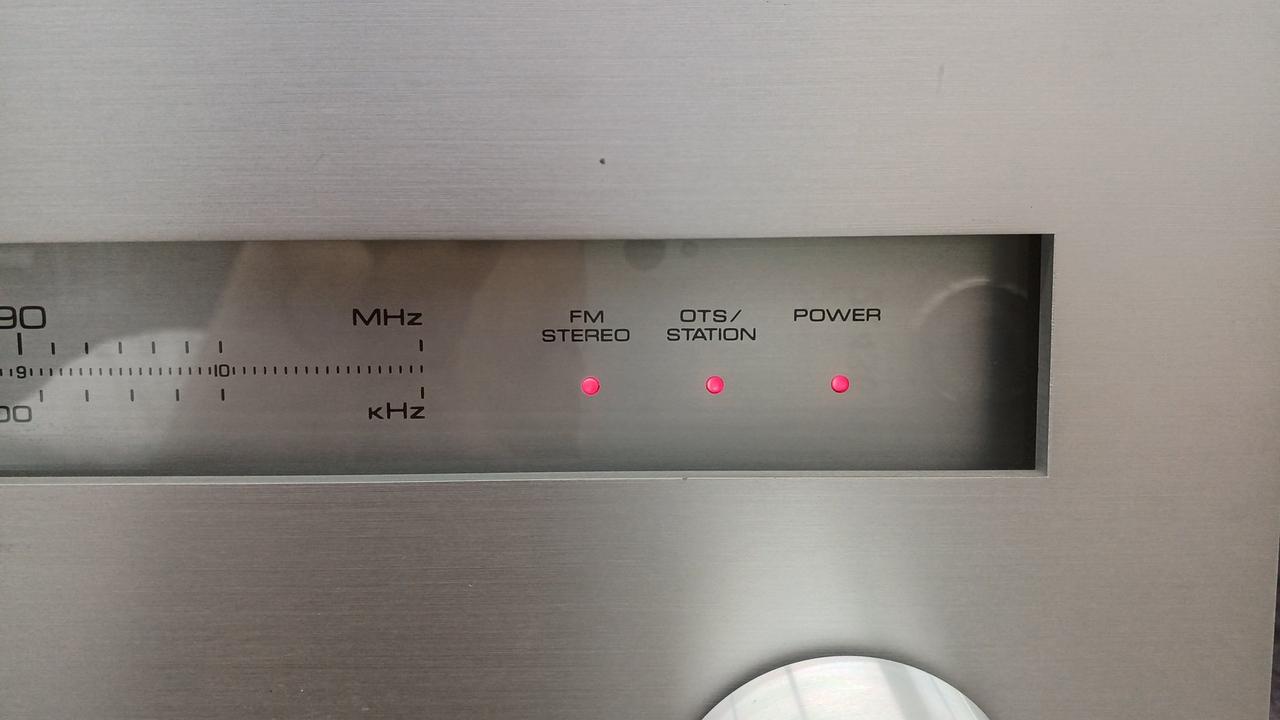 90
MHz
FM
STEREO
OTS/
STATION
POWER
9
10
kHz